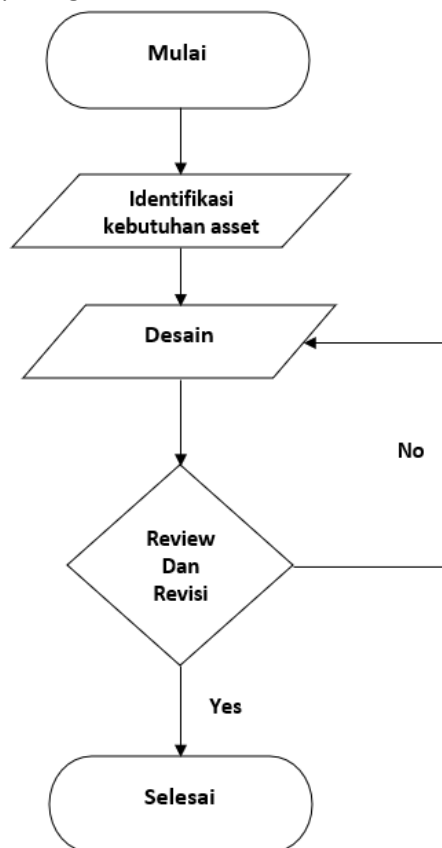 Mulai
Identifikasi
kebutuhan asset
Desain
No
Review
Dan
Revisi
Yes
Selesai